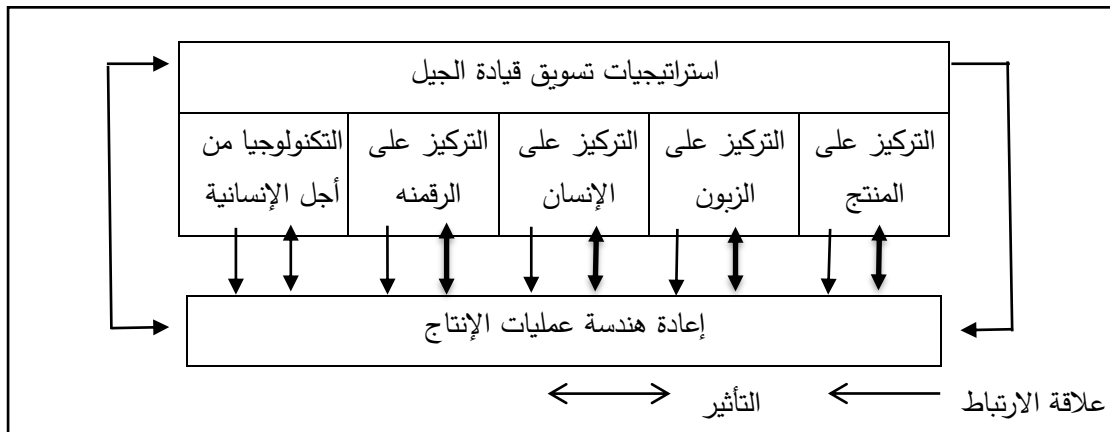 استراتيجيات تسويق قيادة الجيل
التركيز على
المنتج
التركيز على
الزبون
التركيز على
الإنسان
التركيز على
الرقمنه
التكنولوجيا من
أجل الإنسانية
إعادة هندسة عمليات الإنتاج
علاقة الارتباط
التأثير